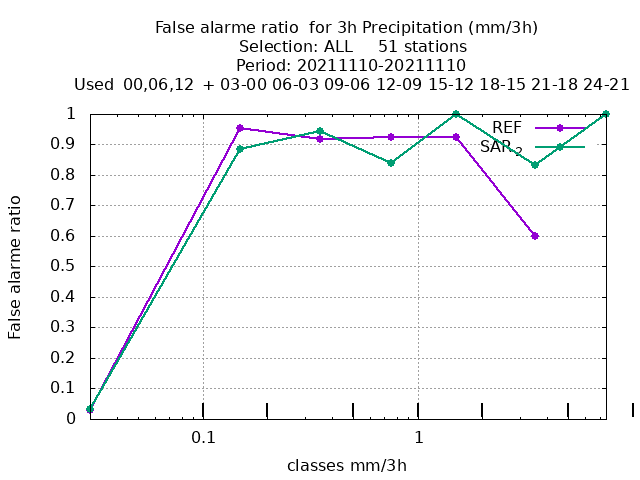 False alarme ratio  for 3h Precipitation (mm/3h)
Selection: ALL     51 stations
Period: 20211110-20211110
Used  00,06,12  + 03-00 06-03 09-06 12-09 15-12 18-15 21-18 24-21
1
0.9
0.8
0.7
0.6
0.5
0.4
0.3
0.2
0.1
0
False alarme ratio
REF
SAR_2
0.1
1
classes mm/3h